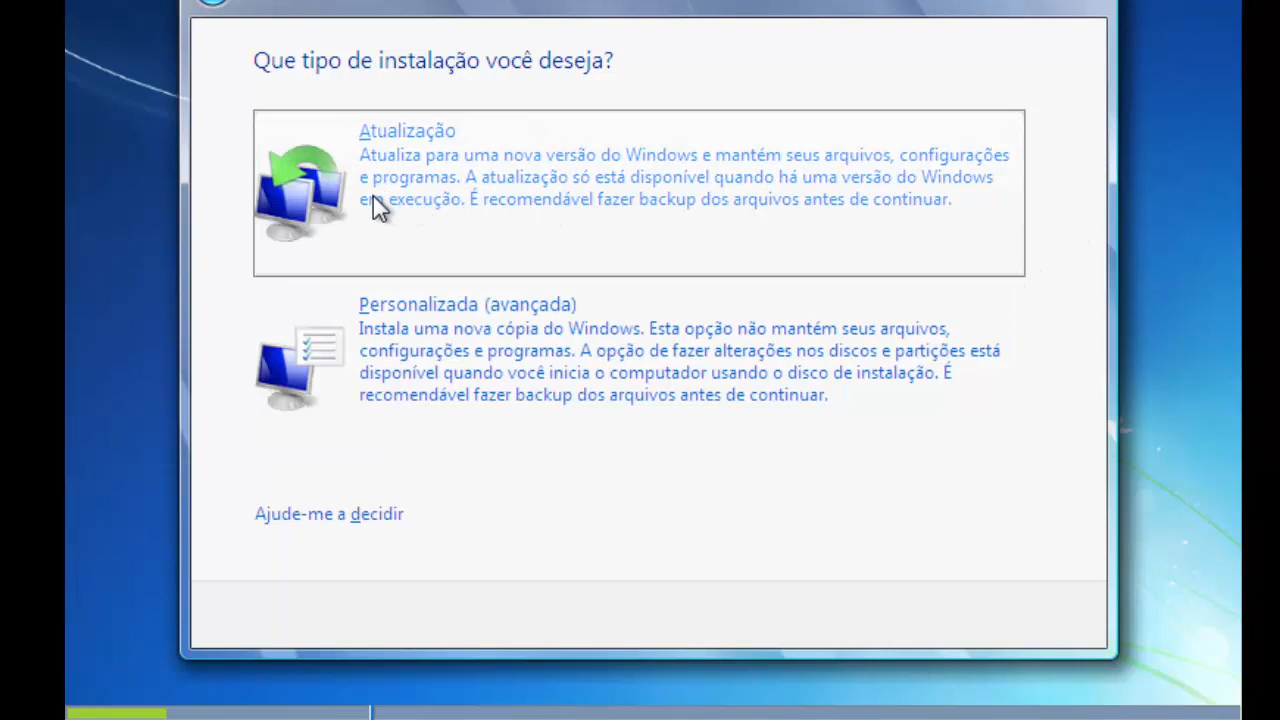 Que tipo de instalação você deseja?
Atualização
Atualiza para uma nova versão do Windows e mantém seus arquivos, configurações
e programas. A atualização só está disponível quando há uma versão do Windows
em execução. É recomendável fazer backup dos arquivos antes de continuar.
Personalizada (avançada)
Instala uma nova cópia do Windows. Esta opção não mantém seus arquivos,
configurações e programas. A opção de fazer alterações nos discos e partições está
disponível quando você inicia o computador usando o disco de instalação. É
recomendável fazer backup dos arquivos antes de continuar.
Ajude-me a decidir